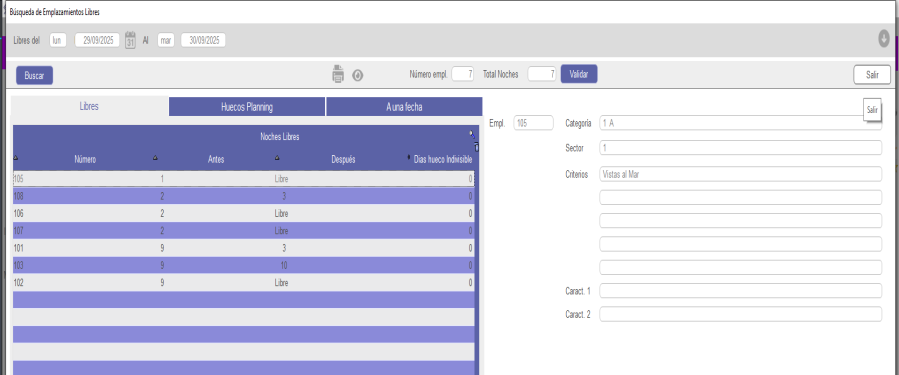 Búsqueda de Emplazamientos Libres
Libres del lun 29/09/2025 31 Al mar 30/09/2025
Buscar Número empl. 7 Total Noches 7 Validar Salir
Libres Huecos Planning A una fecha Salir
Empl. 105 Categoría 1 A
Noches Libres
Sector 1
Número Antes Después Dias hueco Indivisible
Criterios Vistas al Mar
105 1 Libre 0
108 2 3 0
106 2 Libre 0
107 2 Libre 0
101 9 3 0
103 9 10 0
102 9 Libre 0
Caract. 1
Caract. 2